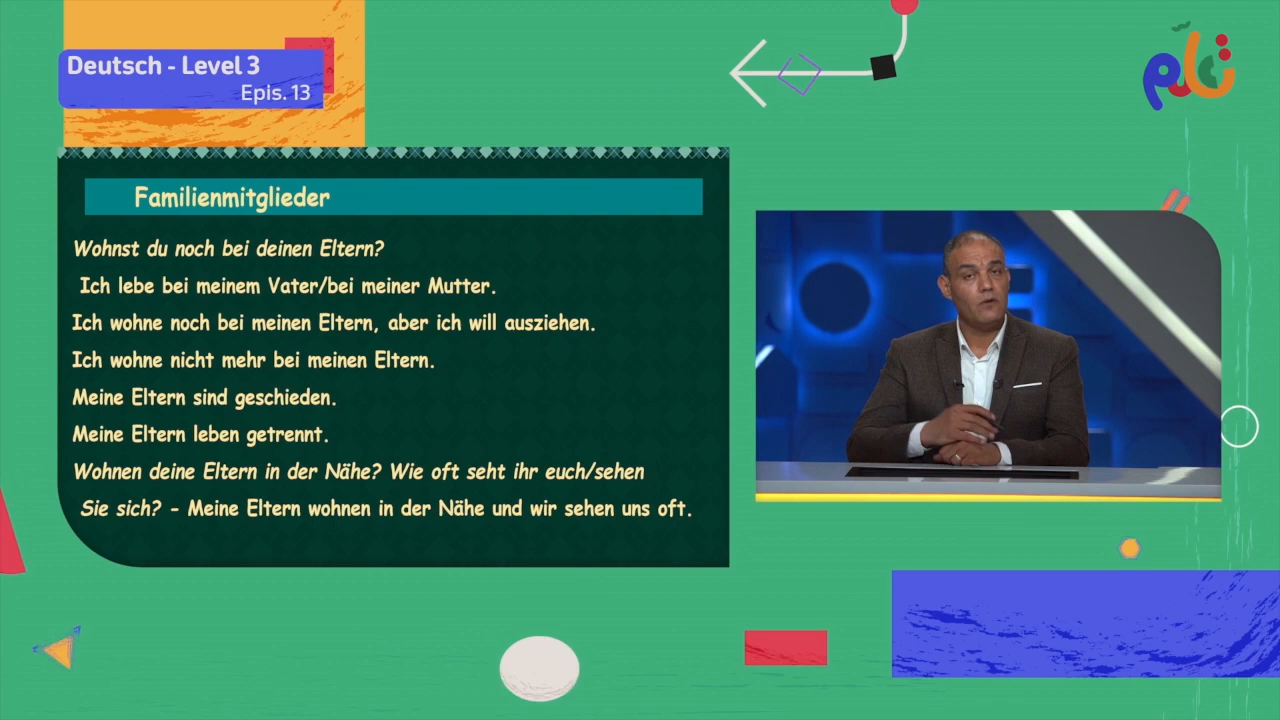 Deutsch - Level 3
Epis. 13
Familienmitglieder
Wohnst du noch bei deinen Eltern?
Ich lebe bei meinem Vater/bei meiner Mutter.
Ich wohne noch bei meinen Eltern, aber ich will ausziehen.
Ich wohne nicht mehr bei meinen Eltern.
Meine Eltern sind geschieden.
Meine Eltern leben getrennt.
Wohnen deine Eltern in der Nähe? Wie oft seht ihr euch/sehen
Sie sich? - Meine Eltern wohnen in der Nähe und wir sehen uns oft.